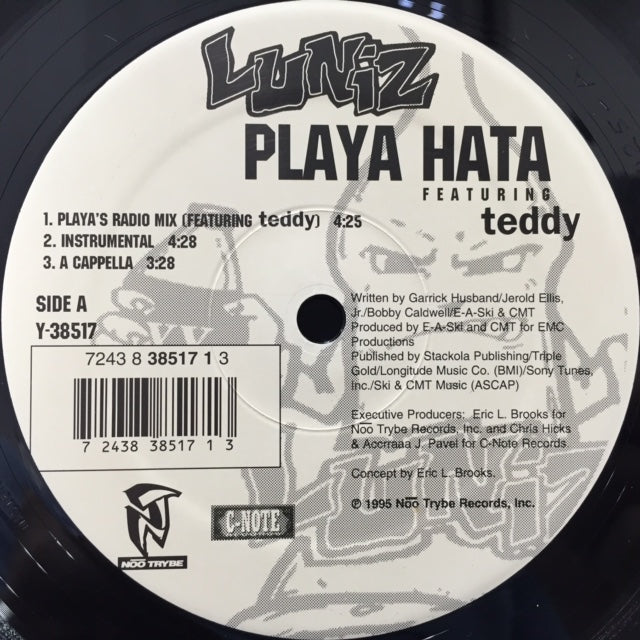 LUNiZ
PLAYA HATA
FEATURING
teddy
1. PLAYA'S RADIO MIX (FEATURING teddy) 4:25
2. INSTRUMENTAL 4:28
3. A CAPPELLA 3:28
SIDE A
Y-38517
7243 8 38517 1 3
7 24383 38517 1 3
Written by Garrick Husband/Jerold Ellis,
Jr./Bobby Caldwell/E-A-Ski & CMT
Produced by E-A-Ski and CMT for EMC
Productions
Published by Stackola Publishing/Triple
Gold/Longitude Music Co. (BMI)/Sony Tunes,
Inc./Ski & CMT Music (ASCAP)
Executive Producers: Eric L. Brooks for
Noo Trybe Records, Inc. and Chris Hicks
& Accrraaa J. Pavel for C-Note Records.
Concept by Eric L. Brooks.
℗ 1995 Noo Trybe Records, Inc.
NOO TRYBE
C-NOTE